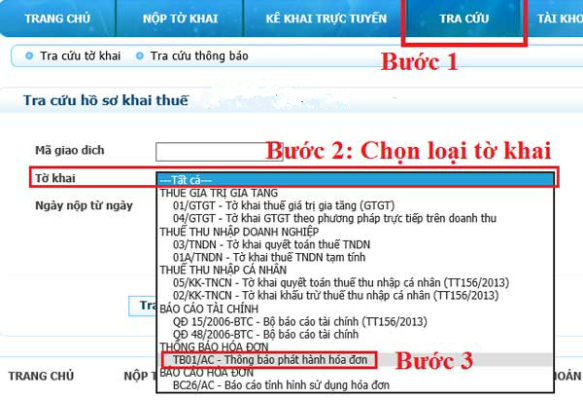 TRANG CHỦ NỘP TỜ KHAI KÊ KHAI TRỰC TUYẾN TRA CỨU TÀI KHO
Tra cứu tờ khai Tra cứu thông báo
Bước 1
Tra cứu hồ sơ khai thuế
Mã giao dich
Bước 2: Chọn loại tờ khai
Tờ khai ---Tất cả---
THUẾ GIÁ TRỊ GIA TĂNG
01/GTGT - Tờ khai thuế giá trị gia tăng (GTGT)
Ngày nộp từ ngày
04/GTGT - Tờ khai GTGT theo phương pháp trực tiếp trên doanh thu
THUẾ THU NHẬP DOANH NGHIỆP
03/TNDN - Tờ khai quyết toán thuế TNDN
01A/TNDN - Tờ khai thuế TNDN tạm tính
THUẾ THU NHẬP CÁ NHÂN
05/KK-TNCN - Tờ khai quyết toán thuế thu nhập cá nhân (TT156/2013)
02/KK-TNCN - Tờ khai khấu trừ thuế thu nhập cá nhân (TT156/2013)
Tra
BÁO CÁO TÀI CHÍNH
QĐ 15/2006-BTC - Bộ báo cáo tài chính (TT156/2013)
QĐ 48/2006-BTC - Bộ báo cáo tài chính
THÔNG BÁO HÓA ĐƠN
TB01/AC - Thông báo phát hành hóa đơn
Bước 3
BÁO CÁO HÓA ĐƠN
TRANG CHỦ NỘP T
BC26/AC - Báo cáo tình hình sử dụng hóa đơn